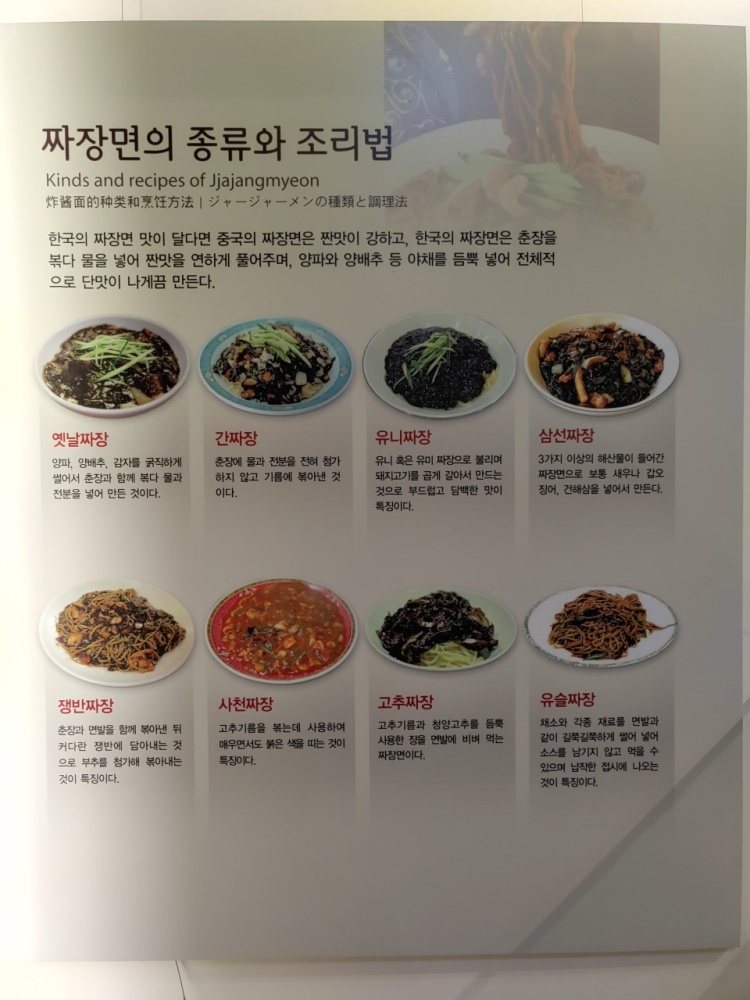 짜장면의 종류와 조리법
Kinds and recipes of Jjajangmyeon
炸酱面的种类和烹饪方法 | ジャージャーメンの種類と調理法
한국의 짜장면 맛이 달다면 중국의 짜장면은 짠맛이 강하고, 한국의 짜장면은 춘장을
볶다 물을 넣어 짠맛을 연하게 풀어주며, 양파와 양배추 등 야채를 듬뿍 넣어 전체적
으로 단맛이 나게끔 만든다.
옛날짜장
양파, 양배추, 감자를 굵직하게
썰어서 춘장과 함께 볶다 물과
전분을 넣어 만든 것이다.
간짜장
춘장에 물과 전분을 전혀 첨가
하지 않고 기름에 볶아낸 것
이다.
유니짜장
유니 혹은 유미 짜장으로 불리며
돼지고기를 곱게 갈아서 만드는
것으로 부드럽고 담백한 맛이
특징이다.
삼선짜장
3가지 이상의 해산물이 들어간
짜장면으로 보통 새우나 갑오
징어, 건해삼을 넣어서 만든다.
쟁반짜장
춘장과 면발을 함께 볶아낸 뒤
커다란 쟁반에 담아내는 것
으로 부추를 첨가해 볶아내는
것이 특징이다.
사천짜장
고추기름을 볶는데 사용하여
매우면서도 붉은 색을 띠는 것이
특징이다.
고추짜장
고추기름과 청양고추를 듬뿍
사용한 장을 면발에 비벼 먹는
짜장면이다.
유슬짜장
채소와 각종 재료를 면발과
같이 길쭉길쭉하게 썰어 넣어
소스를 남기지 않고 먹을 수
있으며 납작한 접시에 나오는
것이 특징이다.